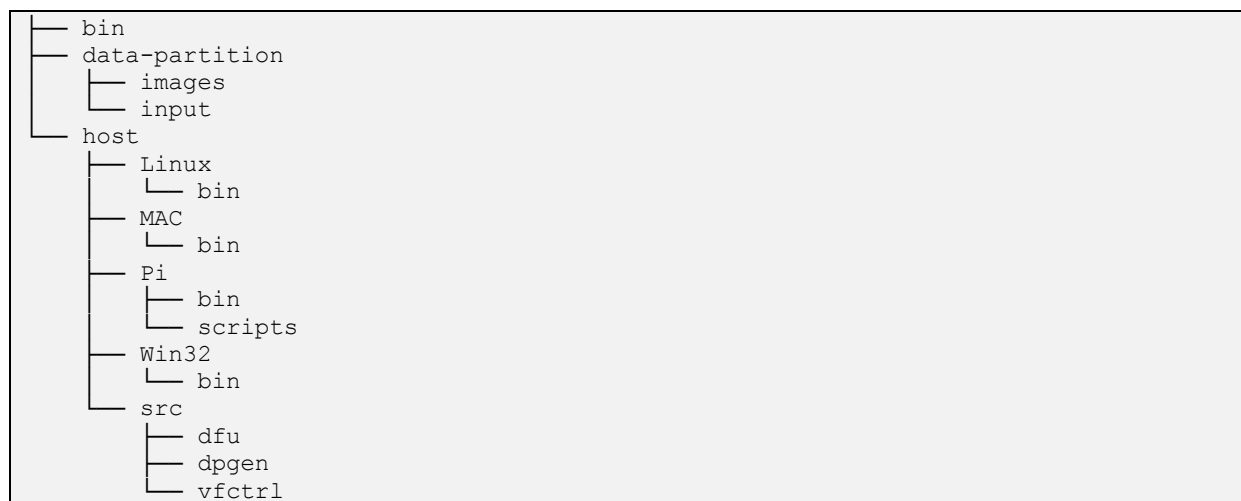 ├── bin
├── data-partition
│   ├── images
│   └── input
└── host
    ├── Linux
    │   └── bin
    ├── MAC
    │   └── bin
    ├── Pi
    │   ├── bin
    │   └── scripts
    ├── Win32
    │   └── bin
    └── src
        ├── dfu
        ├── dpgen
        └── vfctrl